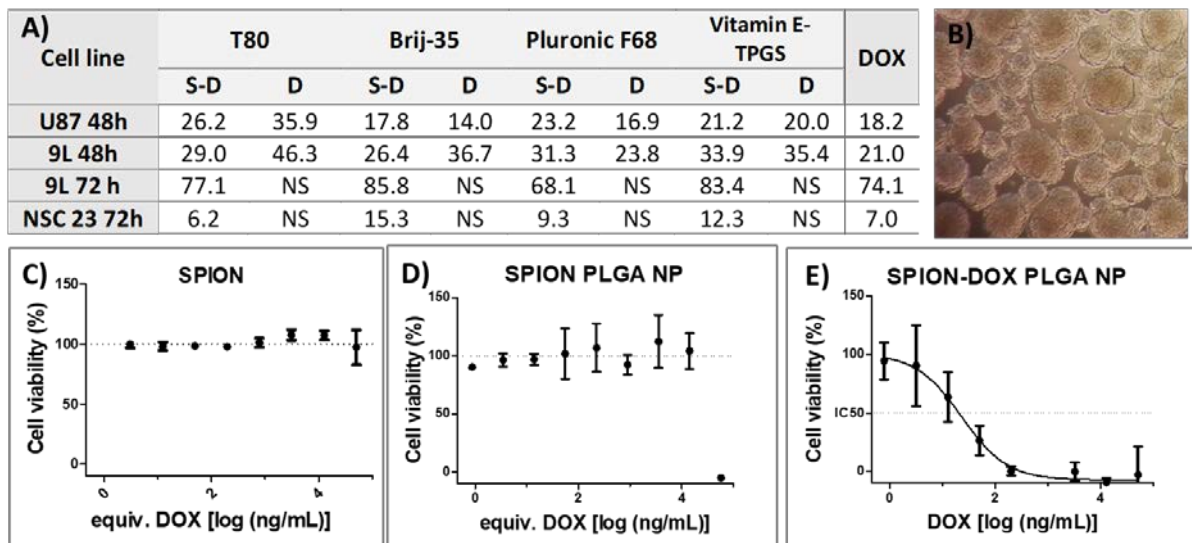 A)
Cell line T80 Brij-35 Pluronic F68 Vitamin E-TPGS DOX
S-D D S-D D S-D D S-D D
U87 48h 26.2 35.9 17.8 14.0 23.2 16.9 21.2 20.0 18.2
9L 48h 29.0 46.3 26.4 36.7 31.3 23.8 33.9 35.4 21.0
9L 72 h 77.1 NS 85.8 NS 68.1 NS 83.4 NS 74.1
NSC 23 72h 6.2 NS 15.3 NS 9.3 NS 12.3 NS 7.0
B)
C)
SPION
Cell viability (%)
150
100
50
0
0 2 4
equiv. DOX [log (ng/mL)]
D)
SPION PLGA NP
Cell viability (%)
150
100
50
0
0 2 4
equiv. DOX [log (ng/mL)]
E)
SPION-DOX PLGA NP
Cell viability (%)
150
100
IC50
0
0 2 4
DOX [log (ng/mL)]